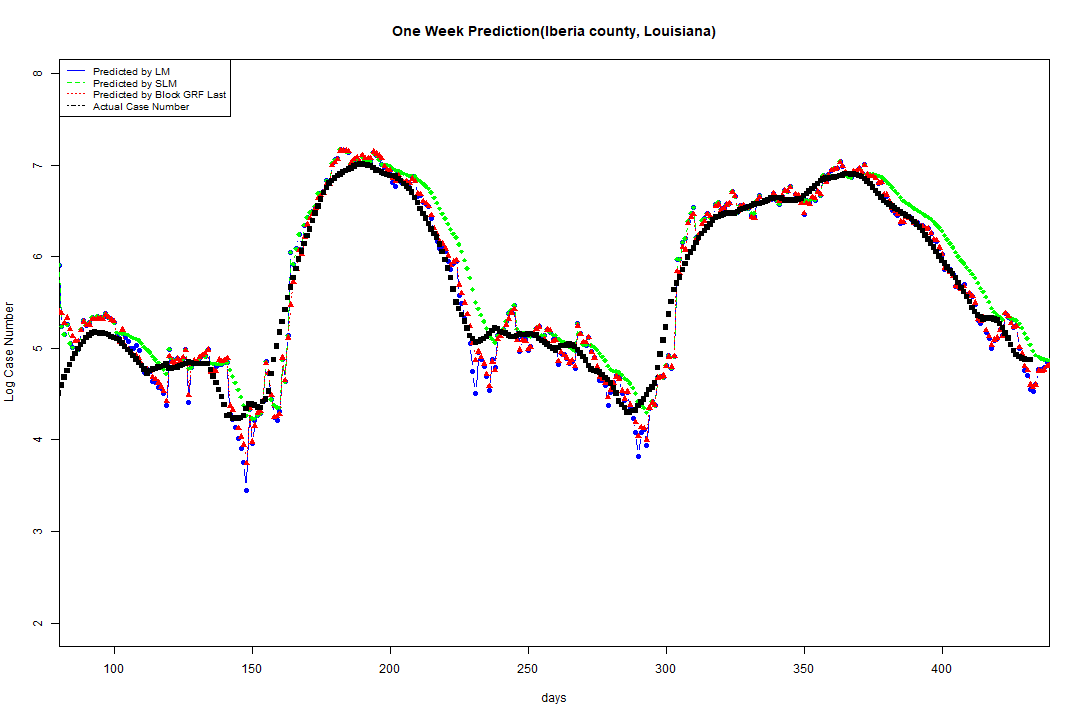 One Week Prediction(Iberia county, Louisiana)
Predicted by LM
Predicted by SLM
Predicted by Block GRF Last
Actual Case Number
8
7
6
5
4
3
2
Log Case Number
100 150 200 250 300 350 400
days